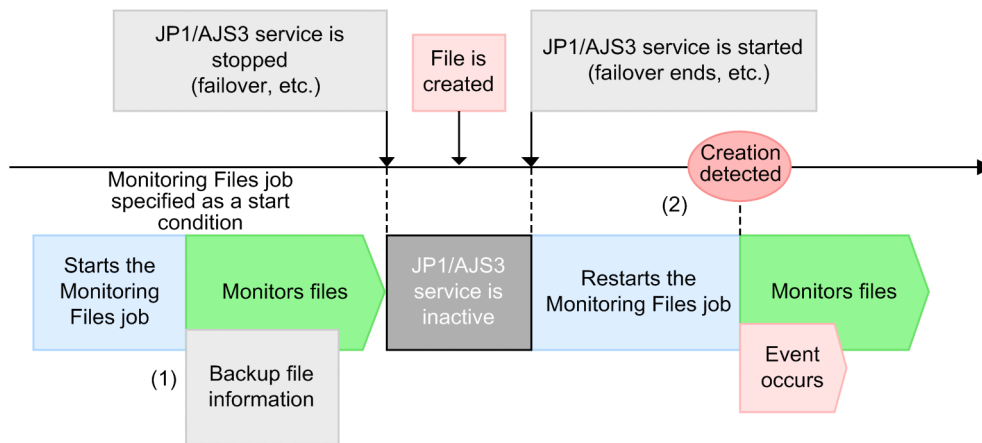 JP1/AJS3 service is
stopped
(failover, etc.)
File is
created
JP1/AJS3 service is started
(failover ends, etc.)
Creation
detected
Monitoring Files job
specified as a start
condition
(2)
Starts the
Monitoring
Files job
Monitors files
JP1/AJS3
service is
inactive
Restarts the
Monitoring Files job
Monitors files
(1)
Backup file
information
Event
occurs